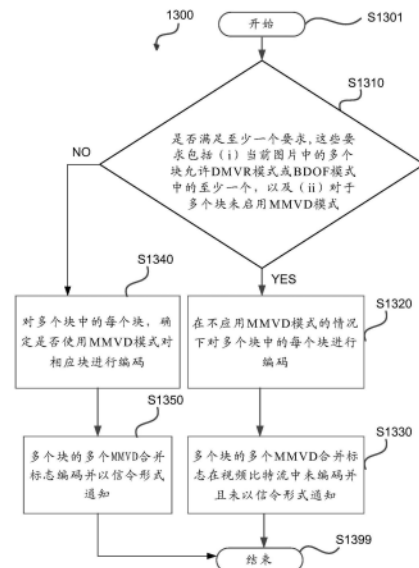 1300
开始
S1301
S1310
是否满足至少一个要求,这些要
求包括(i)当前图片中的多个
块允许DMVR模式或BDOF模式
中的至少一个,以及(ii)对于
多个块未启用MMVD模式
NO
YES
S1340
对多个块中的每个块,确
定是否使用MMVD模式对
相应块进行编码
S1320
在不应用MMVD模式的情况
下对多个块中的每个块进行
编码
S1350
多个块的多个MMVD合并
标志编码并以信令形式
通知
S1330
多个块的多个MMVD合并标
志在视频比特流中未编码并
且未以信令形式通知
S1399
结束